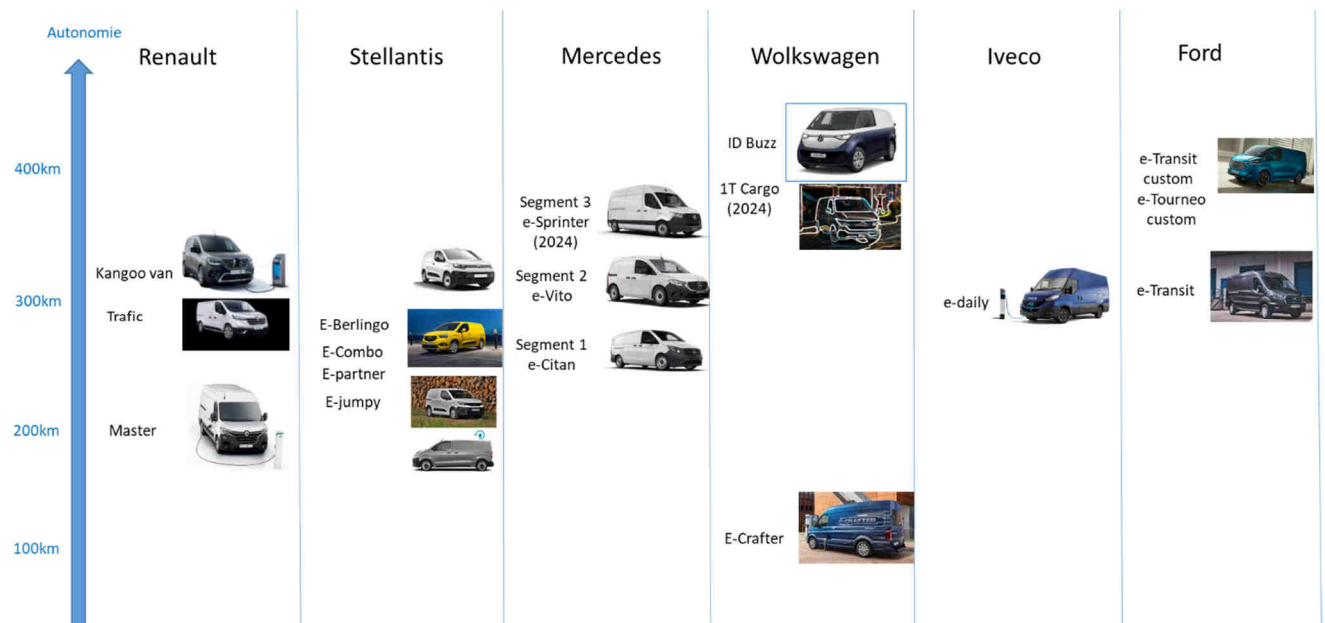 Autonomie
Renault
Stellantis
Mercedes
Wolkswagen
Iveco
Ford
400km
300km
200km
100km
Kangoo van
Trafic
Master
E-Berlingo
E-Combo
E-partner
E-jumpy
Segment 3
e-Sprinter
(2024)
Segment 2
e-Vito
Segment 1
e-Citan
ID Buzz
1T Cargo
(2024)
E-Crafter
e-daily
e-Transit
custom
e-Tourneo
custom
e-Transit